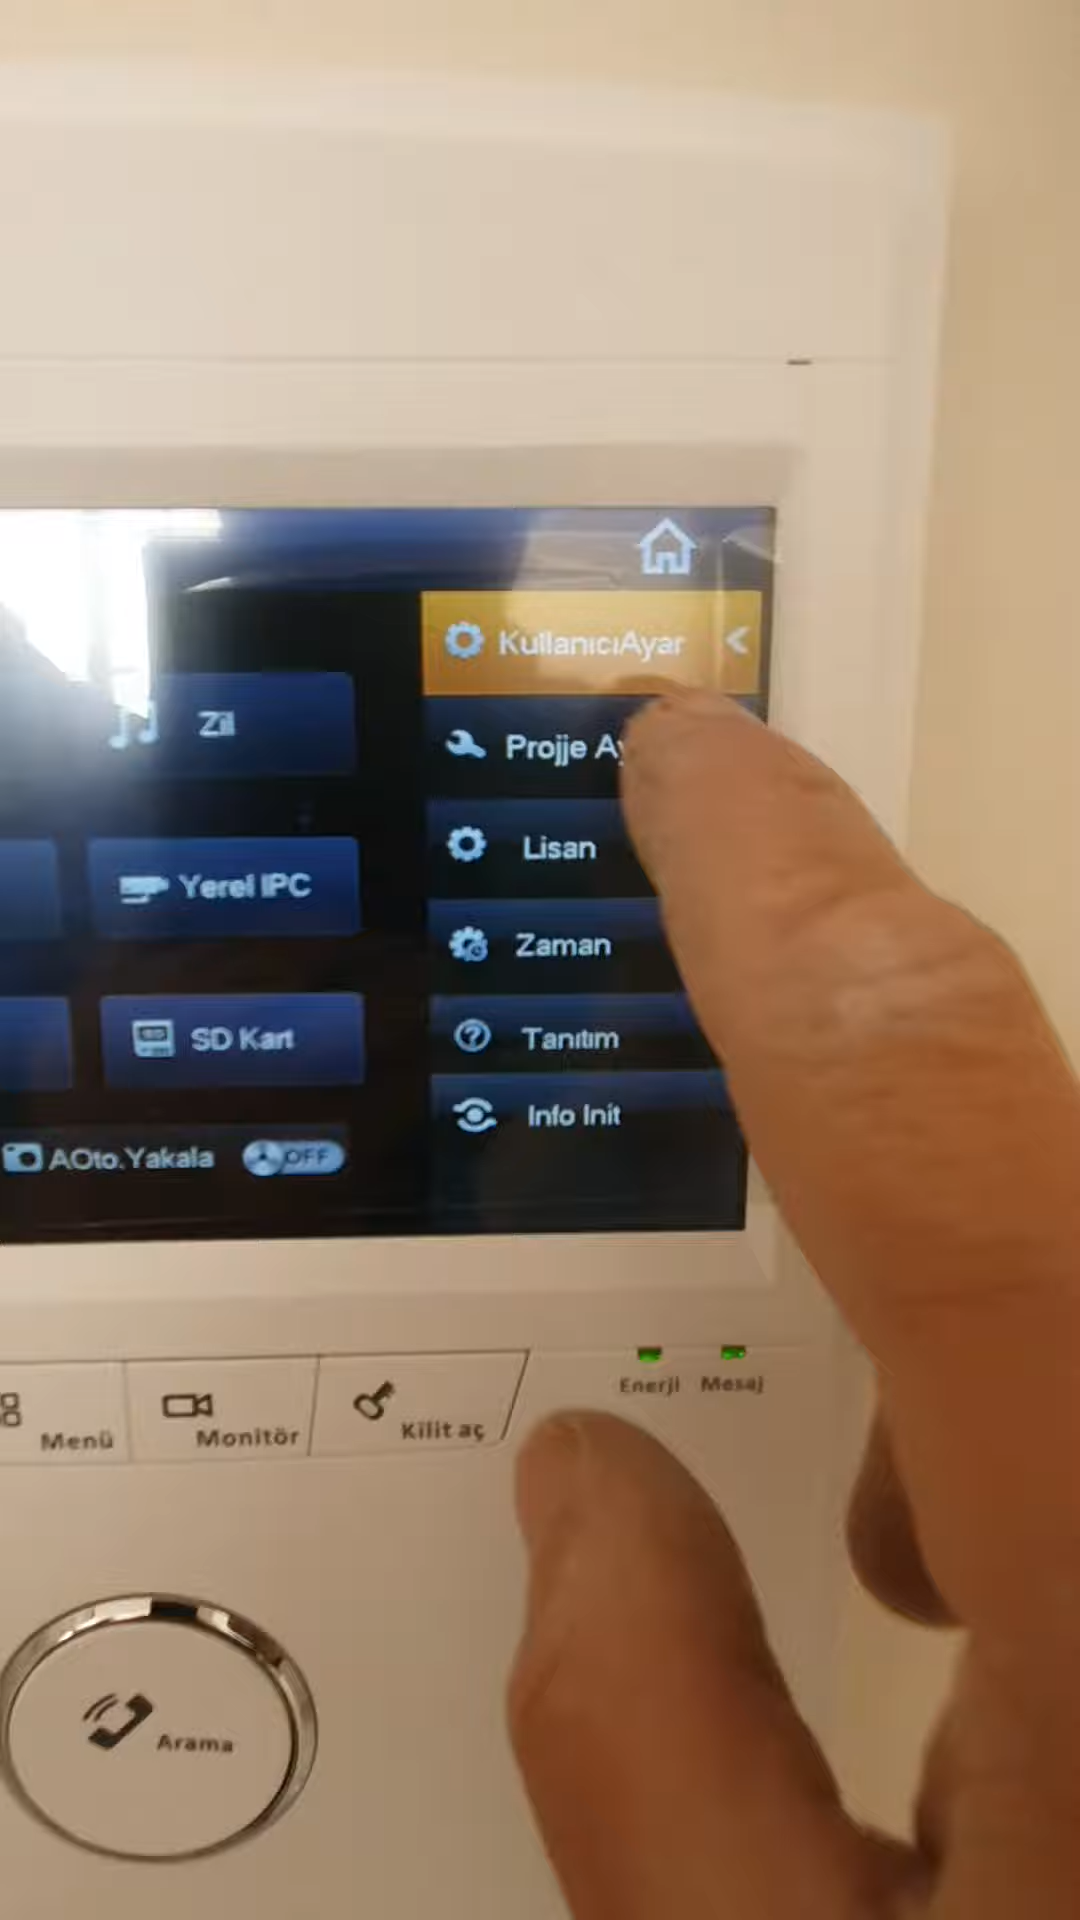 KullanıcıAyar
Zil
Projje
Lisan
Yerel IPC
Zaman
SD Kart
Tanıtım
Info Init
AOto.Yakala OFF
Enerji Mesaj
Menü Monitör Kilit aç
Arama